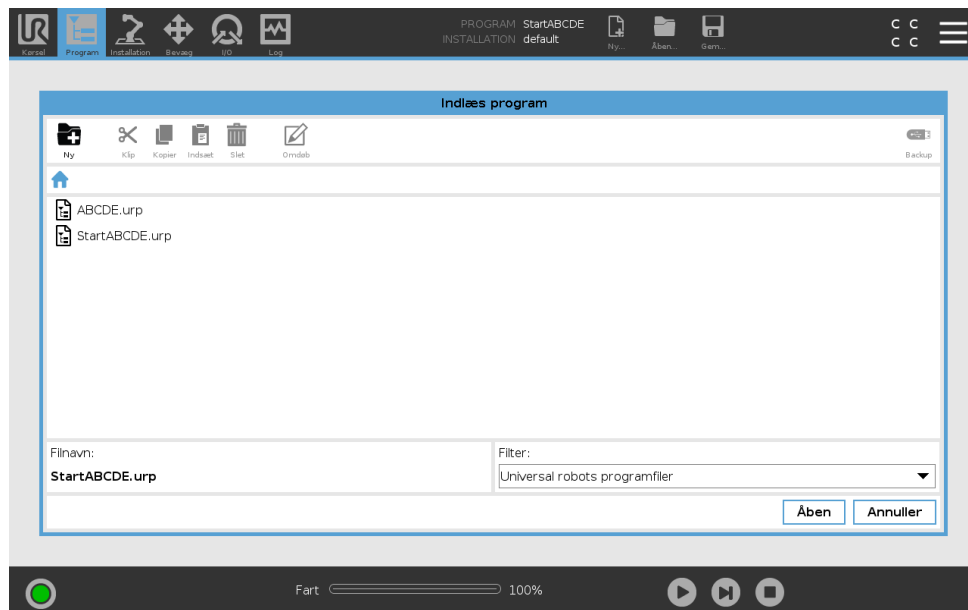 PROGRAM StartABCDE
INSTALLATION default
Kørsel Program Installation Bevæg I/O Log Ny... Åben... Gem...
C C
C C
Indlæs program
Ny Klip Kopier Indsæt Slet Omdøb Backup
ABCDE.urp
StartABCDE.urp
Filnavn: Filter:
StartABCDE.urp Universal robots programfiler
Åben Annuller
Fart 100%